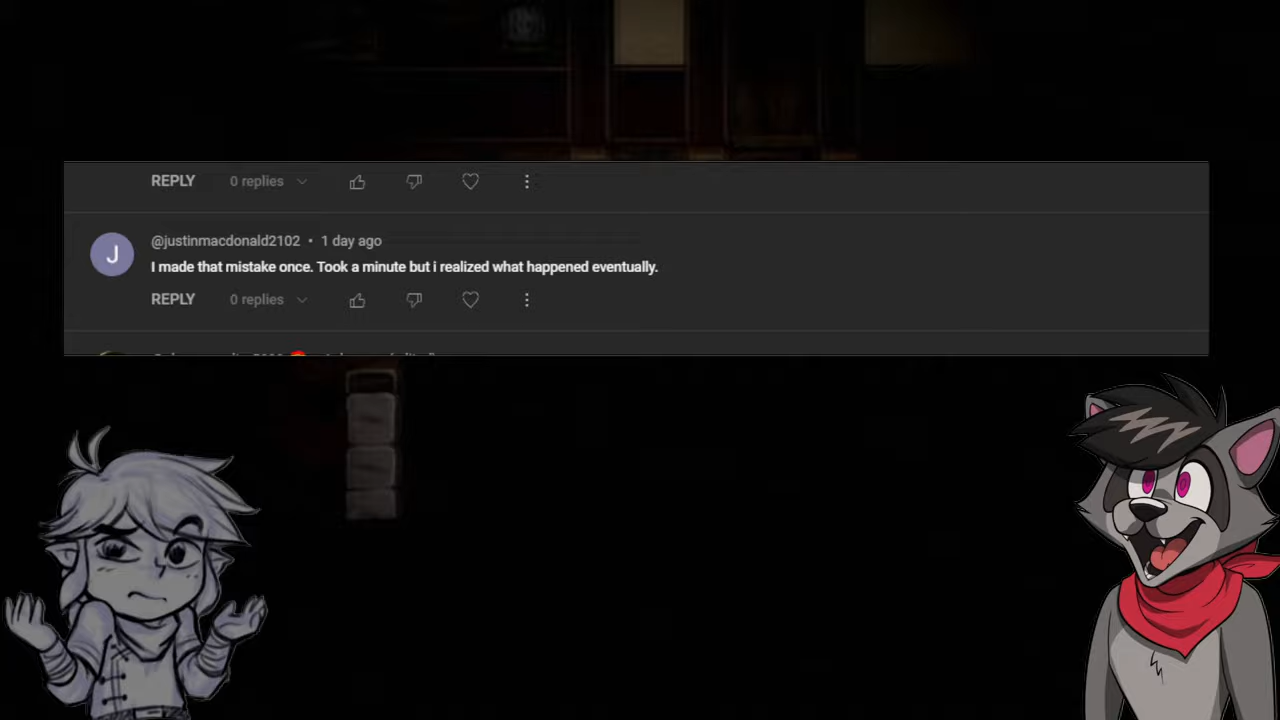 REPLY 0 replies
@justinmacdonald2102 • 1 day ago
J
I made that mistake once. Took a minute but i realized what happened eventually.
REPLY 0 replies